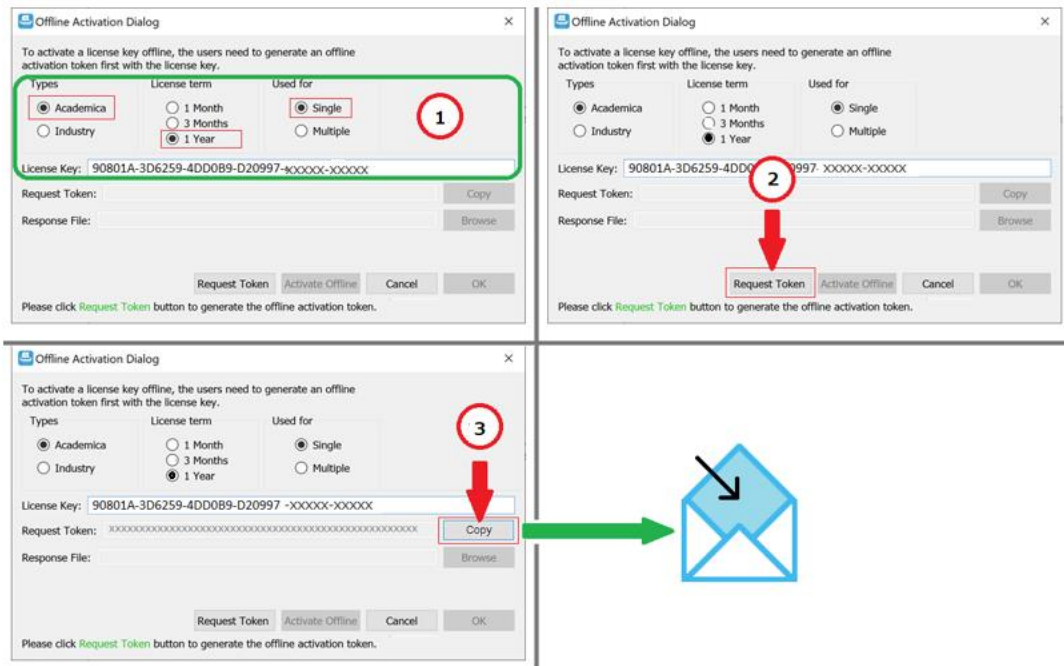 Offline Activation Dialog
To activate a license key offline, the users need to generate an offline
activation token first with the license key.
Types License term Used for
Academica 1 Month Single
3 Months
Industry 1 Year Multiple
1
License Key: 90801A-3D6259-4DD0B9-D20997-XXXXX-XXXXX
Request Token: Copy
Response File: Browse
Request Token Activate Offline Cancel OK
Please click Request Token button to generate the offline activation token.
Offline Activation Dialog
To activate a license key offline, the users need to generate an offline
activation token first with the license key.
Types License term Used for
Academica 1 Month Single
3 Months
Industry 1 Year Multiple
License Key: 90801A-3D6259-4DD 997- XXXXX-XXXXX
2
Request Token: Copy
Response File: Browse
Request Token Activate Offline Cancel OK
Please click Request Token button to generate the offline activation token.
Offline Activation Dialog
To activate a license key offline, the users need to generate an offline
activation token first with the license key.
Types License term Used for
Academica 1 Month Single
3 Months
Industry 1 Year Multiple
3
License Key: 90801A-3D6259-4DD0B9-D20997 -XXXXX-XXXXX
Request Token: xxxxxxxxxxxxxxxxxxxxxxxxxxxxxxxxxxxxxxxxxxxxxxxxxxx Copy
Response File: Browse
Request Token Activate Offline Cancel OK
Please click Request Token button to generate the offline activation token.